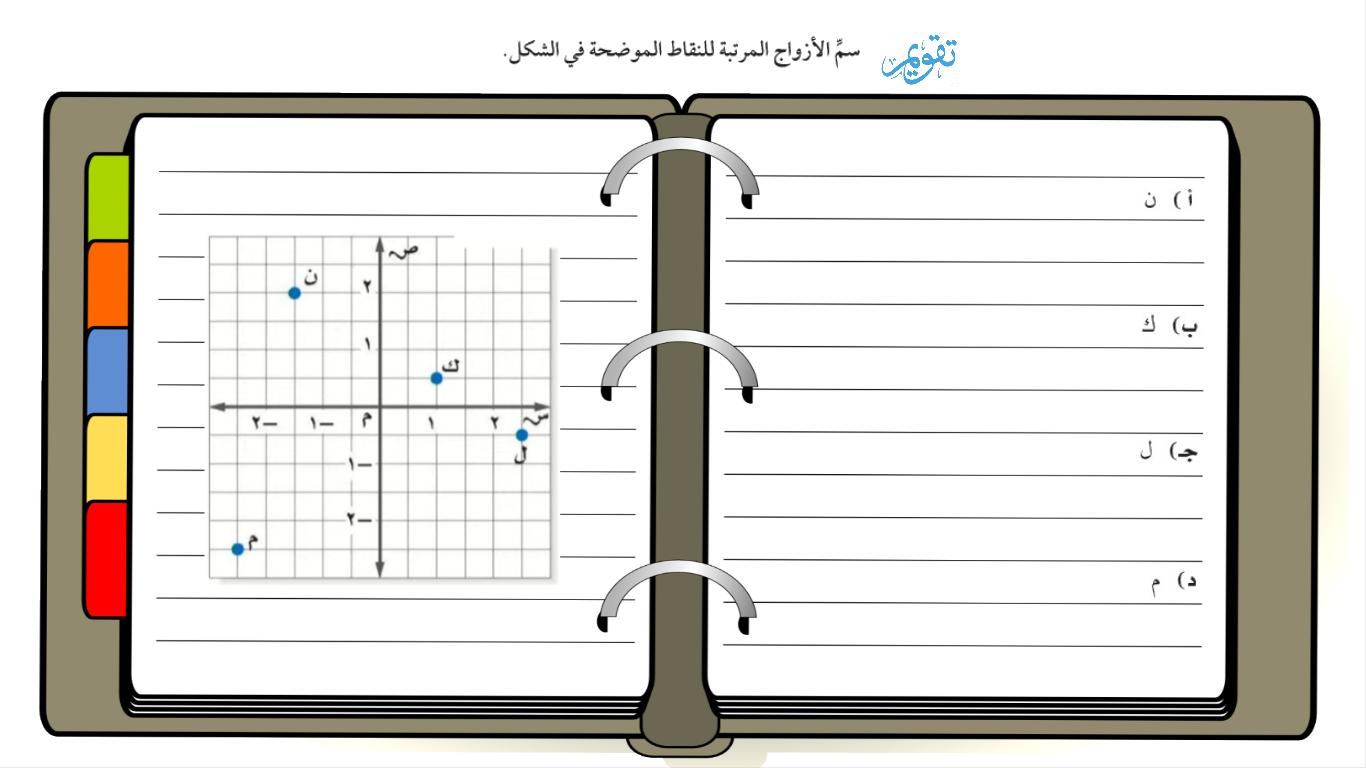 تقويم سمِّ الأزواج المرتبة للنقاط الموضحة في الشكل.
أ) ن
ب) ك
جـ) ل
د) م
ص
ن
٢
١
ك
−٢ −١ م ١ ٢ س
ل
−١
−٢
م